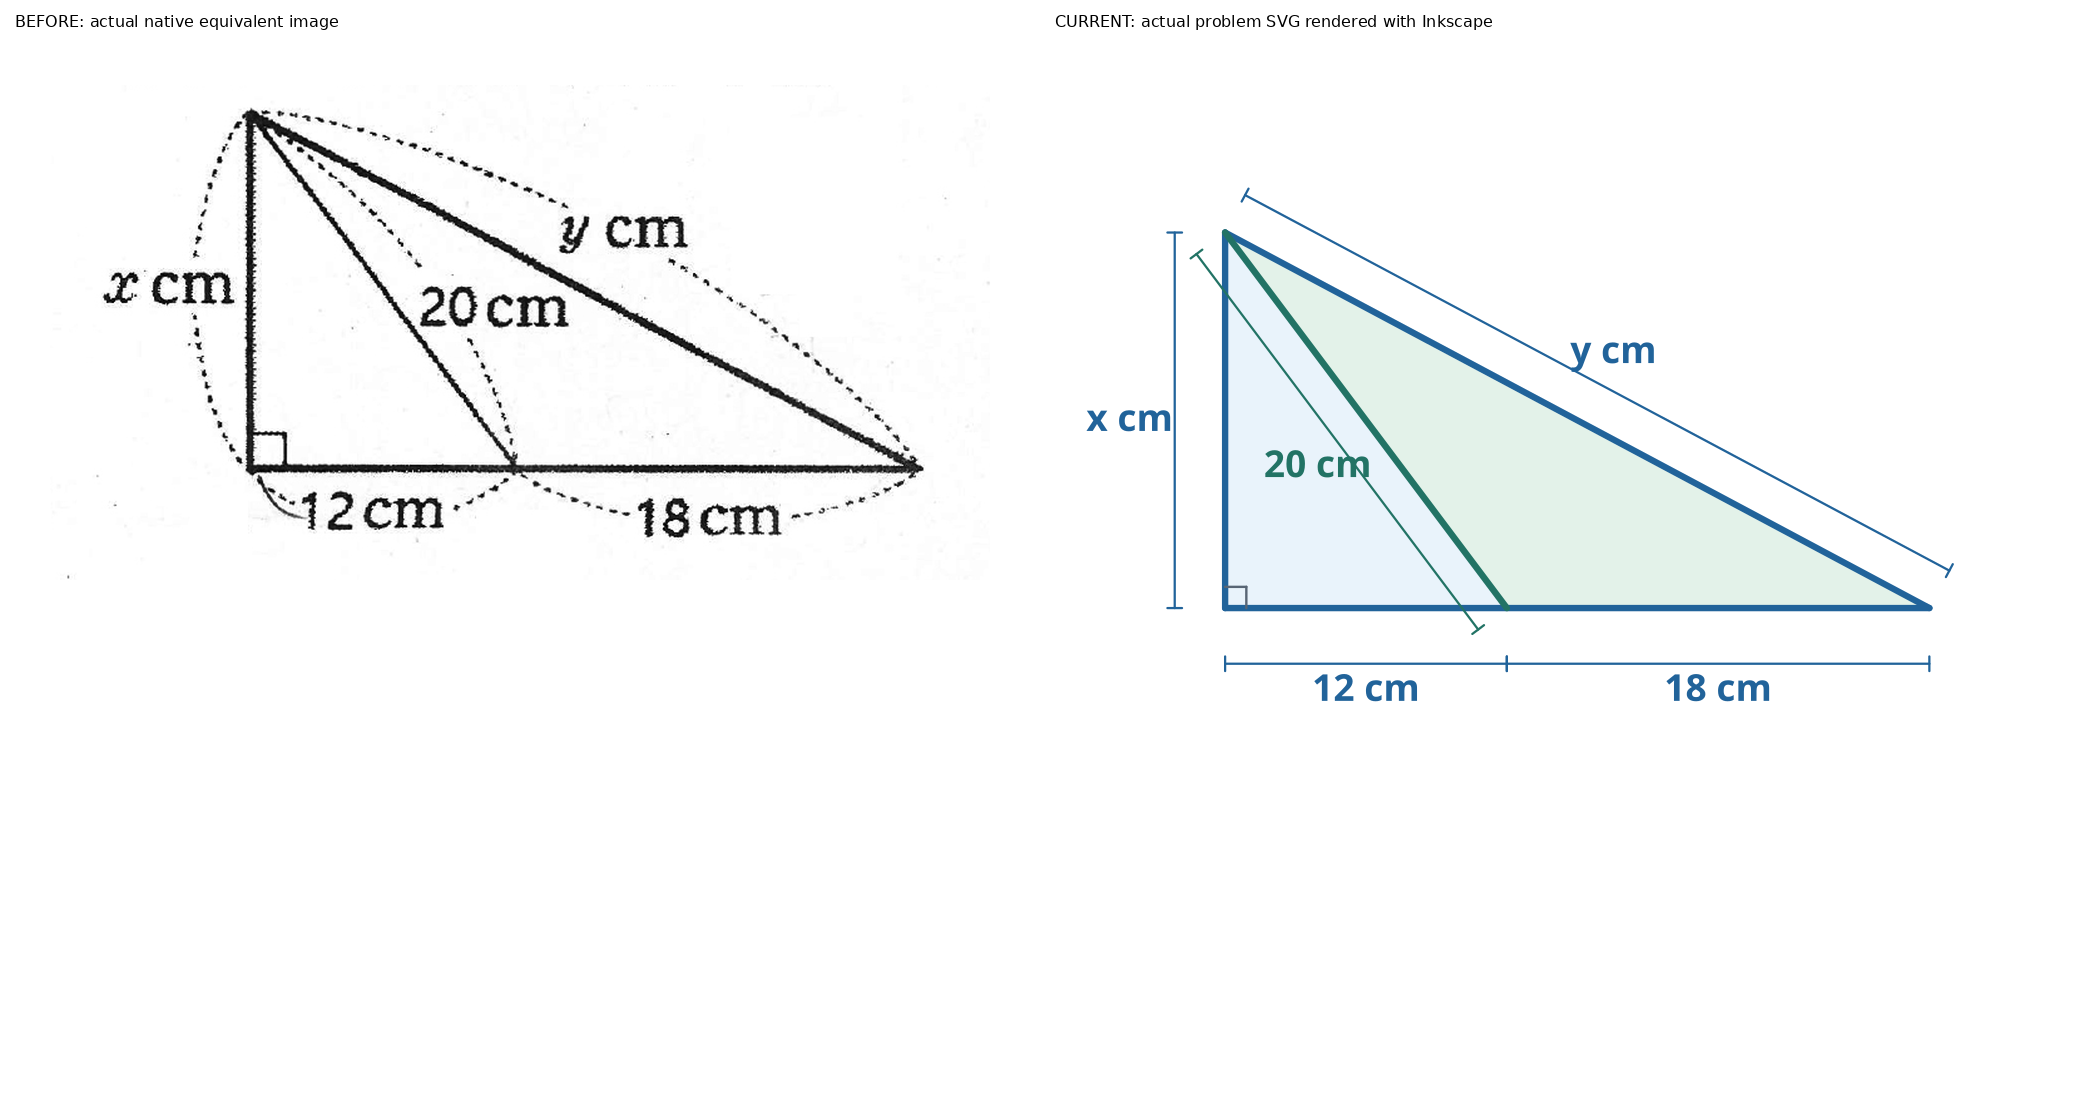 BEFORE: actual native equivalent image
y cm
x cm
20 cm
12 cm
18 cm
CURRENT: actual problem SVG rendered with Inkscape
y cm
x cm
20 cm
12 cm
18 cm